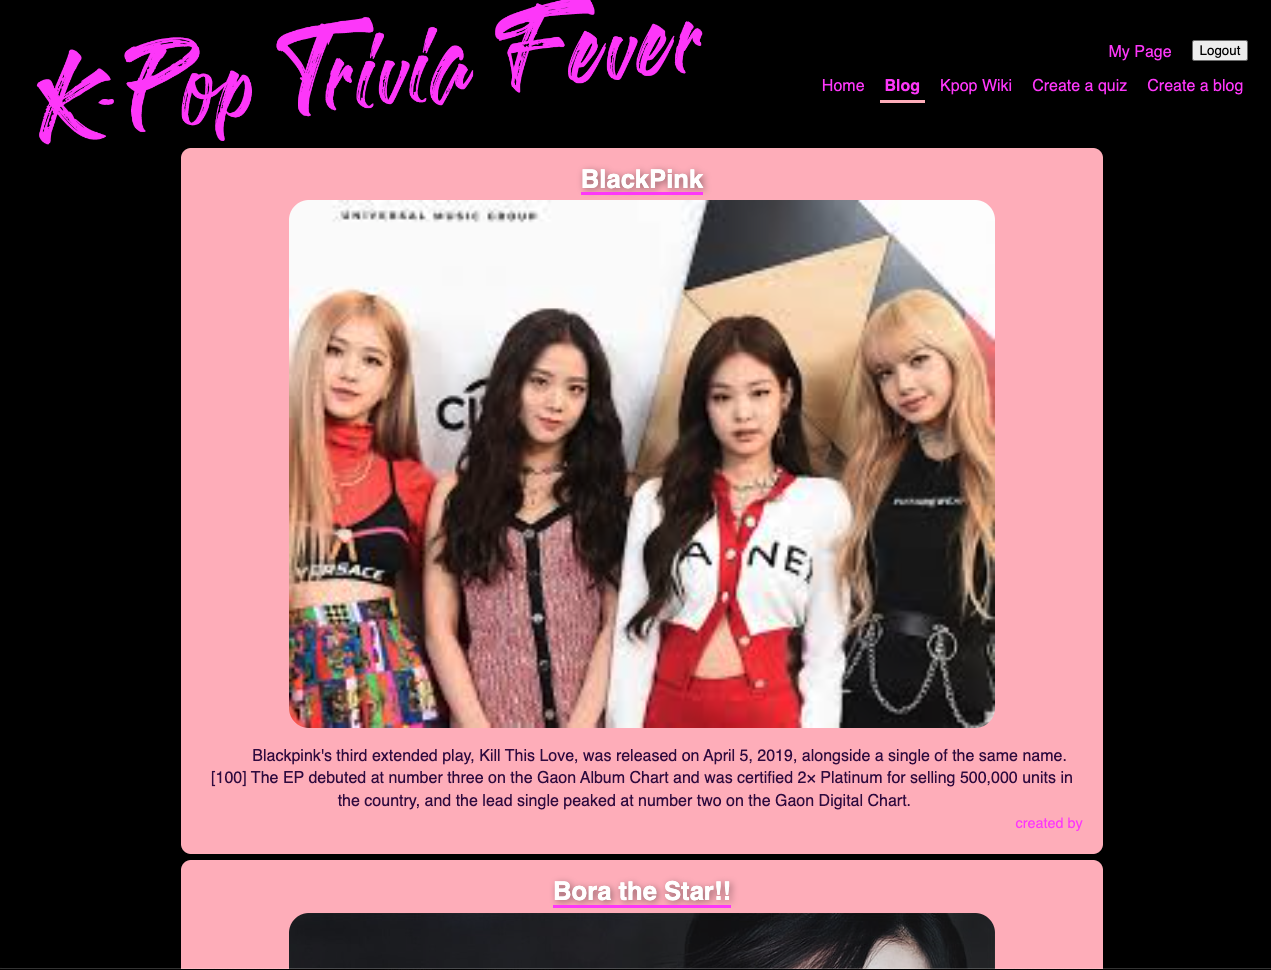 K-Pop Trivia Fever
My Page Logout
Home Blog Kpop Wiki Create a quiz Create a blog
BlackPink
UNIVERSAL MUSIC GROUP
VERSACE
Blackpink's third extended play, Kill This Love, was released on April 5, 2019, alongside a single of the same name.
[100] The EP debuted at number three on the Gaon Album Chart and was certified 2× Platinum for selling 500,000 units in
the country, and the lead single peaked at number two on the Gaon Digital Chart.
created by
Bora the Star!!